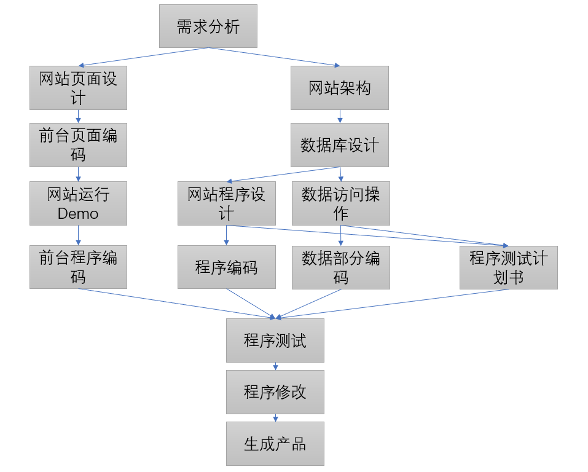 需求分析
网站页面设
计
网站架构
前台页面编
码
数据库设计
网站运行
Demo
网站程序设
计
数据访问操
作
前台程序编
码
程序编码
数据部分编
码
程序测试计
划书
程序测试
程序修改
生成产品